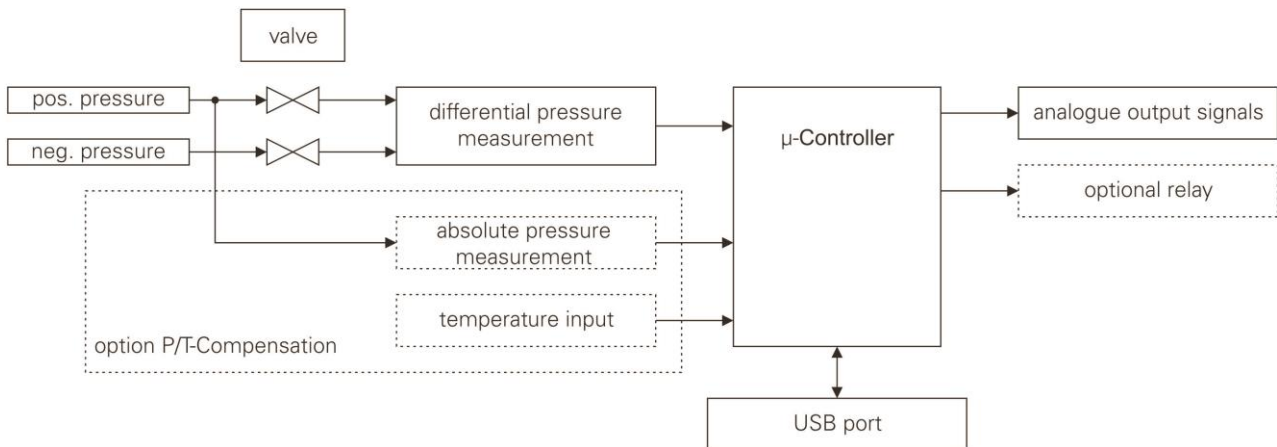 valve
pos. pressure
neg. pressure
differential pressure
measurement
µ-Controller
analogue output signals
optional relay
absolute pressure
measurement
temperature input
option P/T-Compensation
USB port